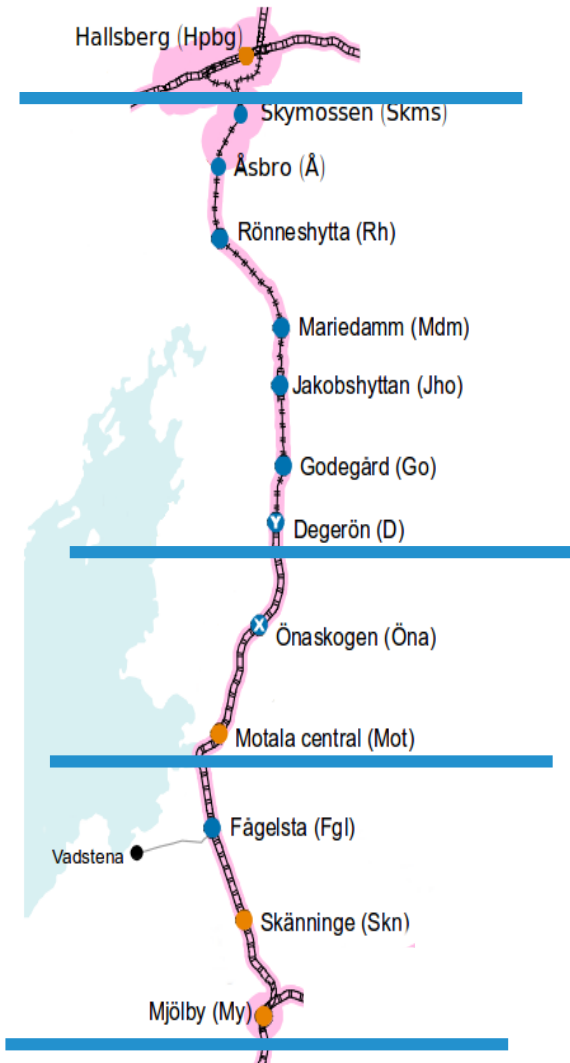 Hallsberg (Hpbg)
Skymossen (Skms)
Åsbro (Å)
Rönneshytta (Rh)
Mariedamm (Mdm)
Jakobshyttan (Jho)
Godegård (Go)
Y
Degerön (D)
X
Önaskogen (Öna)
Motala central (Mot)
Fågelsta (Fgl)
Vadstena
Skänninge (Skn)
Mjölby (My)